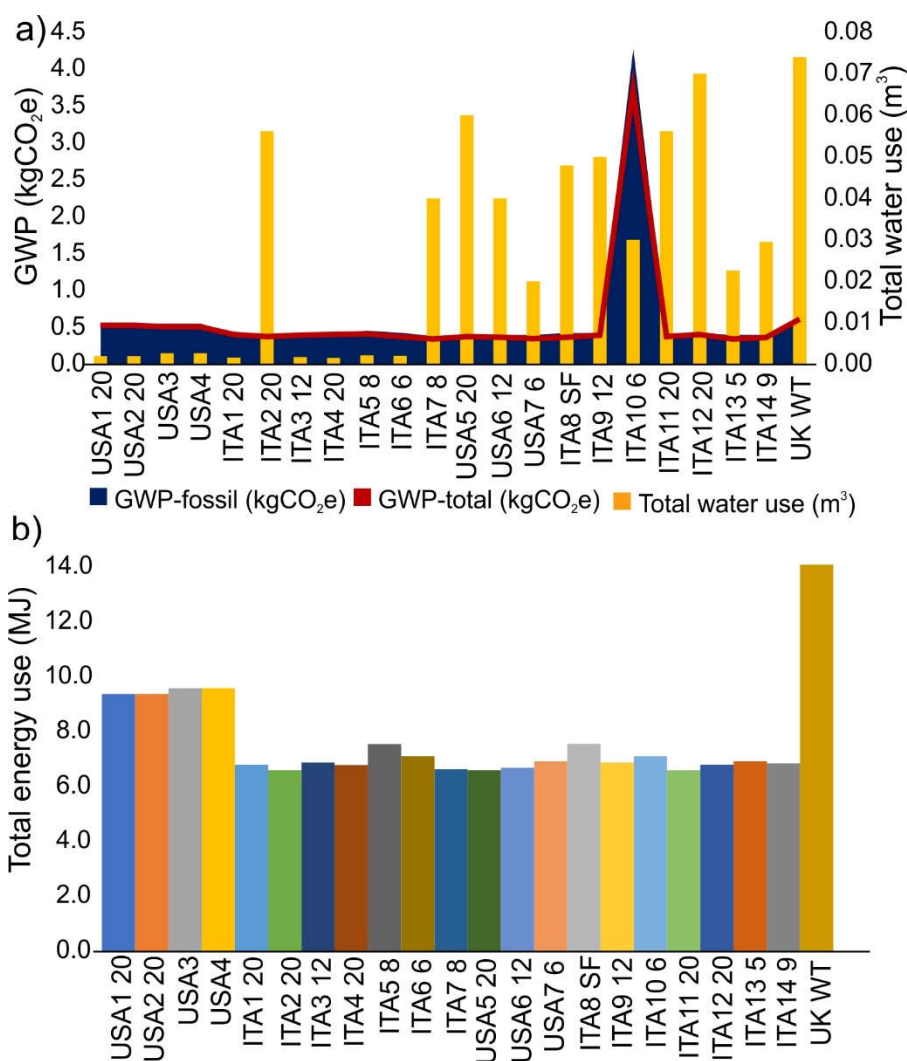 a)
GWP (kgCO₂e)
4.5
4.0
3.5
3.0
2.5
2.0
1.5
1.0
0.5
0.0
0.08
0.07
0.06
0.05
0.04
0.03
0.02
0.01
0.00
Total water use (m³)
USA1 20
USA2 20
USA3
USA4
ITA1 20
ITA2 20
ITA3 12
ITA4 20
ITA5 8
ITA6 6
ITA7 8
USA5 20
USA6 12
USA7 6
ITA8 SF
ITA9 12
ITA10 6
ITA11 20
ITA12 20
ITA13 5
ITA14 9
UK WT
GWP-fossil (kgCO₂e) GWP-total (kgCO₂e) Total water use (m³)
b)
Total energy use (MJ)
14.0
12.0
10.0
8.0
6.0
4.0
2.0
0.0
USA1 20
USA2 20
USA3
USA4
ITA1 20
ITA2 20
ITA3 12
ITA4 20
ITA5 8
ITA6 6
ITA7 8
USA5 20
USA6 12
USA7 6
ITA8 SF
ITA9 12
ITA10 6
ITA11 20
ITA12 20
ITA13 5
ITA14 9
UK WT